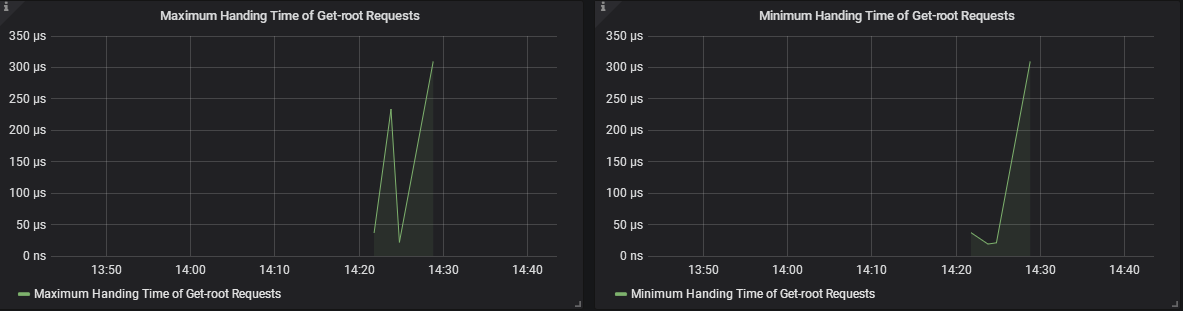 i
Maximum Handing Time of Get-root Requests
350 µs
300 µs
250 µs
200 µs
150 µs
100 µs
50 µs
0 ns
13:50 14:00 14:10 14:20 14:30 14:40
Maximum Handing Time of Get-root Requests
i
Minimum Handing Time of Get-root Requests
350 µs
300 µs
250 µs
200 µs
150 µs
100 µs
50 µs
0 ns
13:50 14:00 14:10 14:20 14:30 14:40
Minimum Handing Time of Get-root Requests